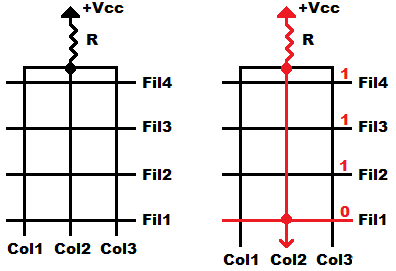 +Vcc
R
Fil4
Fil3
Fil2
Fil1
Col1 Col2 Col3
+Vcc
R
1 Fil4
1 Fil3
1 Fil2
0 Fil1
Col1 Col2 Col3